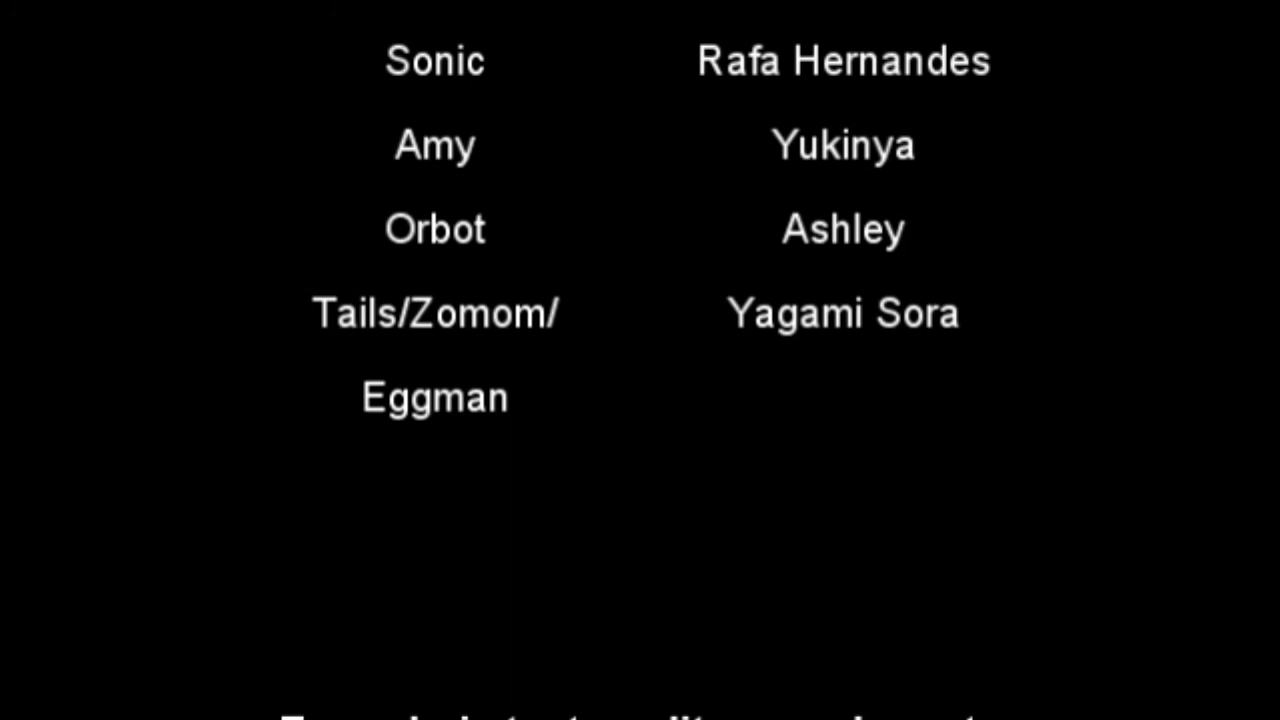 Sonic Rafa Hernandes
Amy Yukinya
Orbot Ashley
Tails/Zomom/ Yagami Sora
Eggman